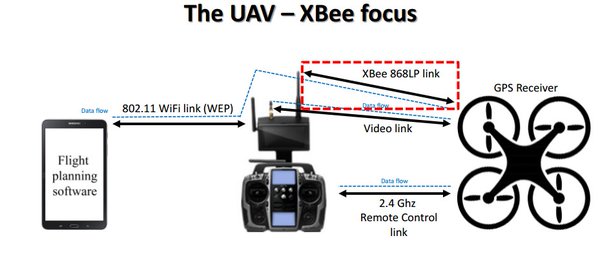 The UAV – XBee focus
XBee 868LP link
GPS Receiver
Data flow
802.11 WiFi link (WEP)
Data flow
Video link
Flight
planning
software
Data flow
2.4 Ghz
Remote Control
link